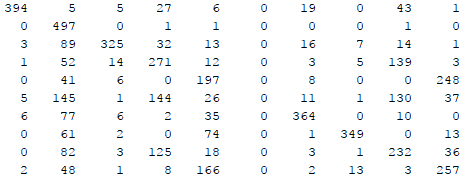 394 5 5 27 6 0 19 0 43 1
0 497 0 1 1 0 0 0 1 0
3 89 325 32 13 0 16 7 14 1
1 52 14 271 12 0 3 5 139 3
0 41 6 0 197 0 8 0 0 248
5 145 1 144 26 0 11 1 130 37
6 77 6 2 35 0 364 0 10 0
0 61 2 0 74 0 1 349 0 13
0 82 3 125 18 0 3 1 232 36
2 48 1 8 166 0 2 13 3 257